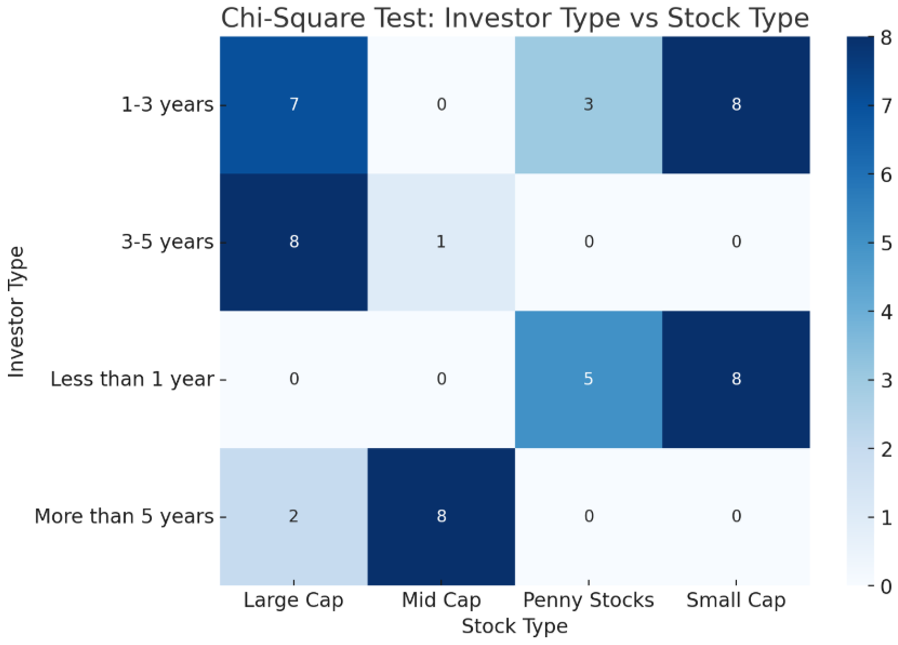 Chi-Square Test: Investor Type vs Stock Type
Investor Type
1-3 years 7 0 3 8
3-5 years 8 1 0 0
Less than 1 year 0 0 5 8
More than 5 years 2 8 0 0
Large Cap Mid Cap Penny Stocks Small Cap
Stock Type
8
7
6
5
4
3
2
1
0